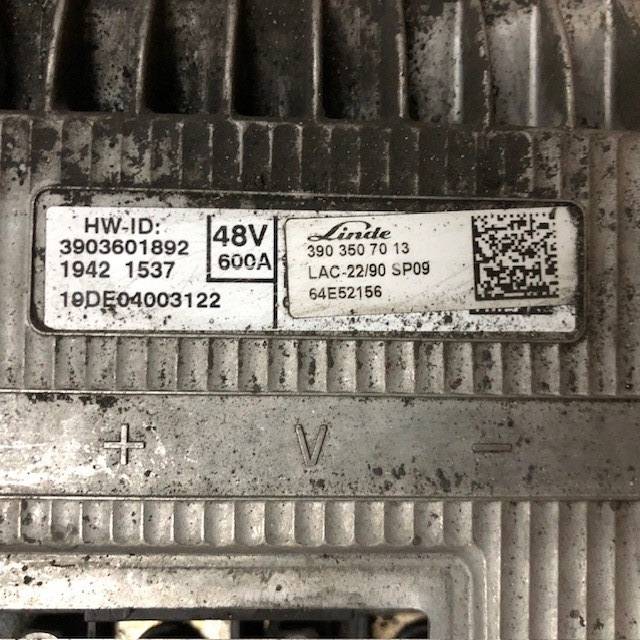 HW-ID:
3903601892
1942 1537
19DE04003122
48V
600A
Linde
390 350 70 13
LAC-22/90 SP09
64E52156
+ V −